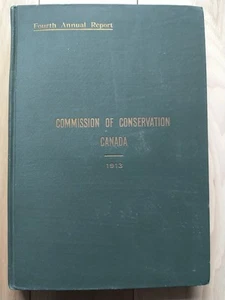 Fourth Annual Report
COMMISSION OF CONSERVATION
CANADA
1913